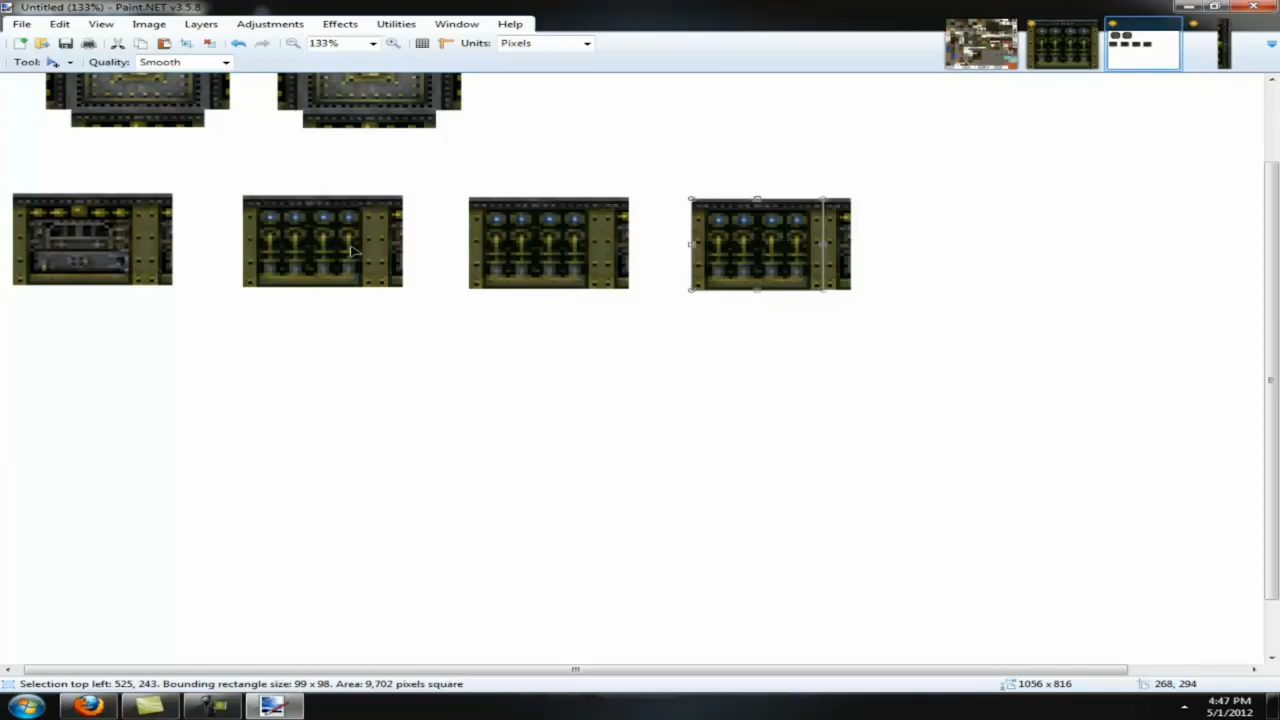 Untitled (133%) - Paint.NET v3.5.8
File Edit View Image Layers Adjustments Effects Utilities Window Help
133% Units: Pixels
Tool: Quality: Smooth
Selection top left: 525, 243. Bounding rectangle size: 99 x 98. Area: 9,702 pixels square
1056 x 816
268, 294
4:47 PM
5/1/2012